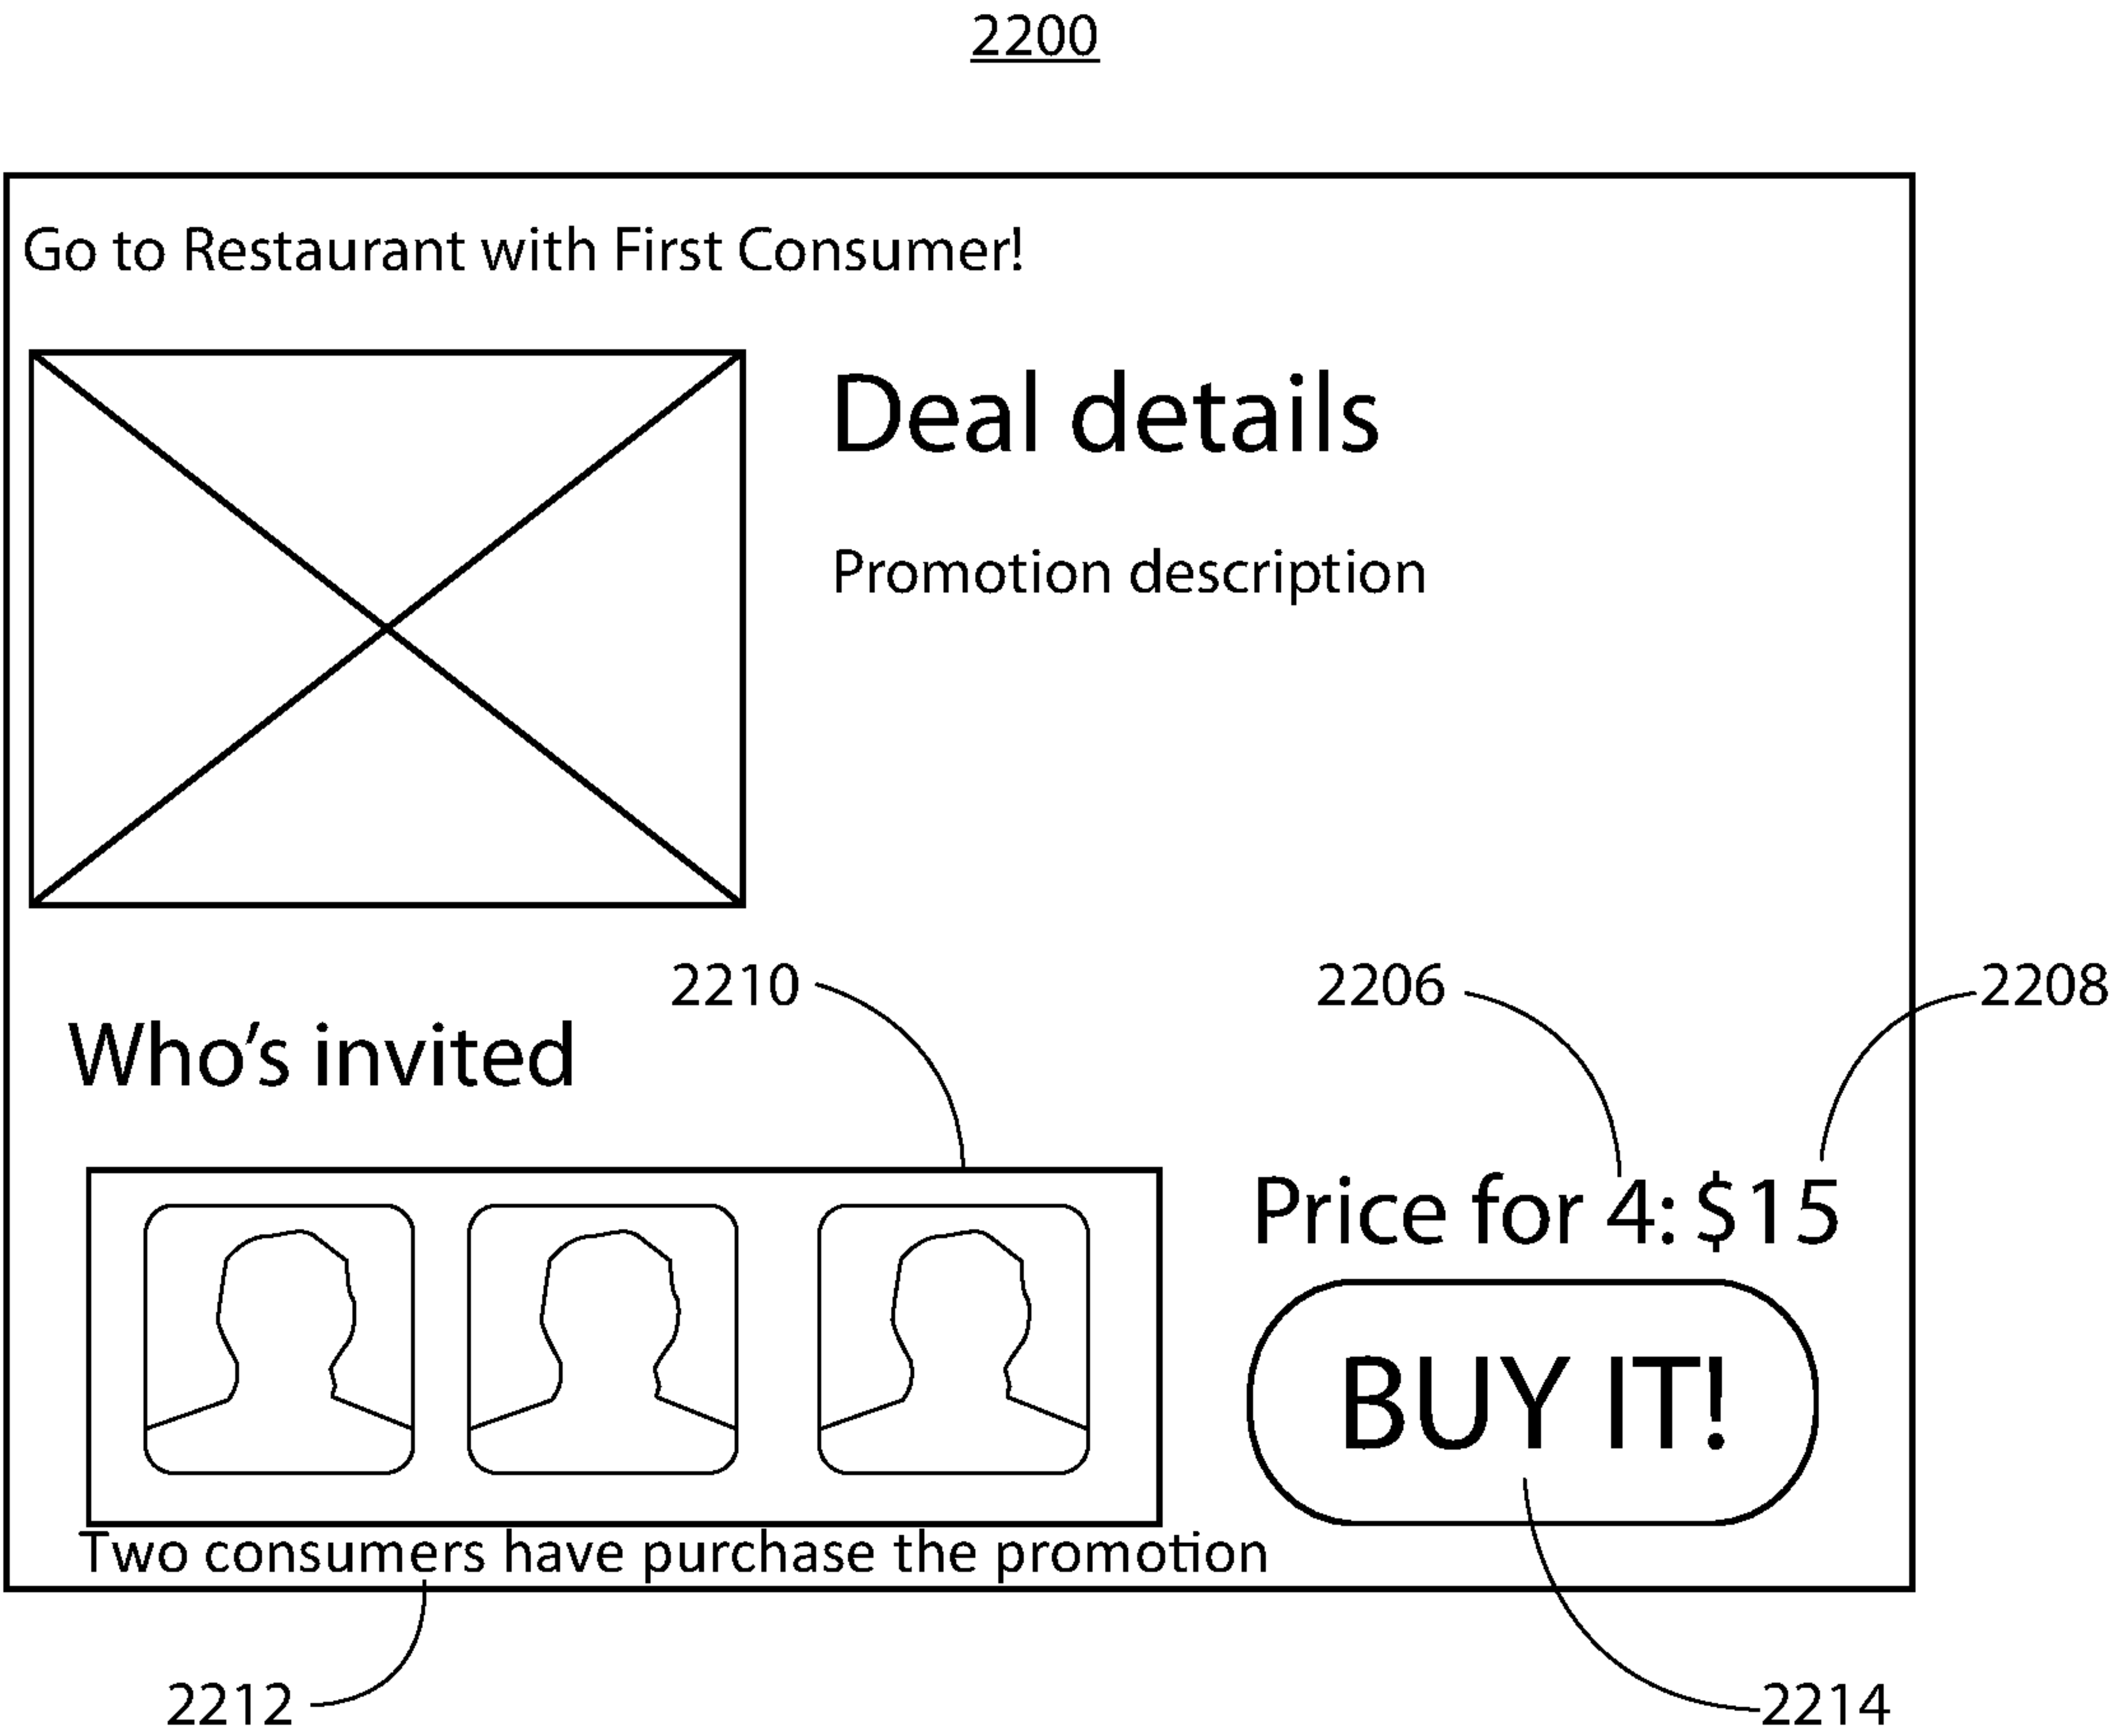 2200
Go to Restaurant with First Consumer!
Deal details
Promotion description
2210
2206
2208
Who's invited
Price for 4: $15
BUY IT!
Two consumers have purchase the promotion
2212
2214